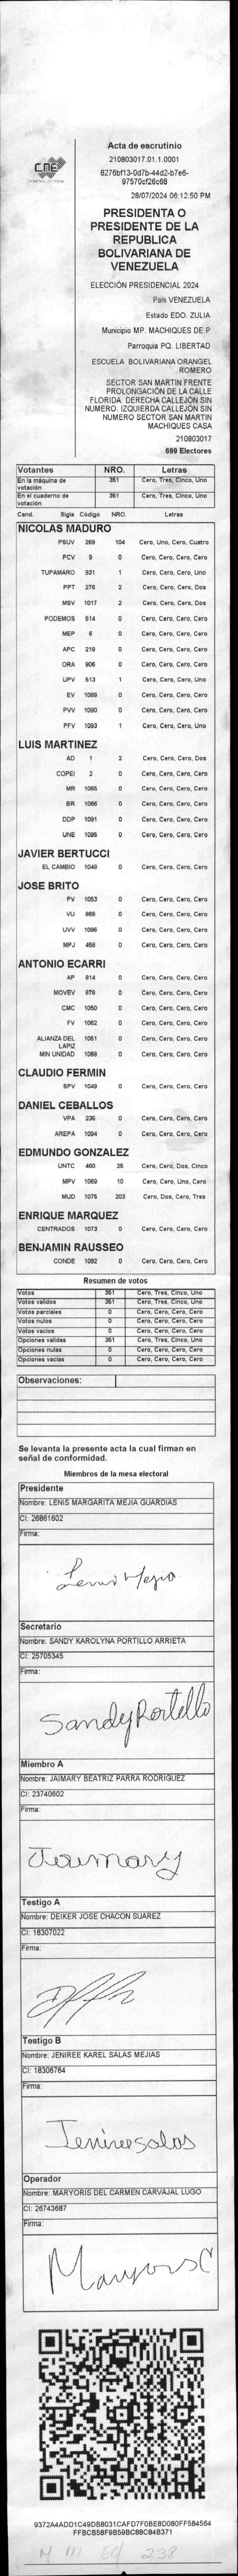 CNE
Acta de escrutinio
210803017.01.1.0001
8276bf13-0d7b-44d2-b7e6-
97570cf26c68
28/07/2024 06:12:50 PM
PRESIDENTA O
PRESIDENTE DE LA
REPUBLICA
BOLIVARIANA DE
VENEZUELA
ELECCIÓN PRESIDENCIAL 2024
Pais VENEZUELA
Estado EDO. ZULIA
Municipio MP. MACHIQUES DE P
Parroquia PQ. LIBERTAD
ESCUELA BOLIVARIANA ORANGEL
ROMERO
SECTOR SAN MARTIN FRENTE
PROLONGACIÓN DE LA CALLE
FLORIDA. DERECHA CALLEJÓN SIN
NUMERO. IZQUIERDA CALLEJÓN SIN
NUMERO SECTOR SAN MARTIN
MACHIQUES CASA
210803017
699 Electores
Votantes NRO. Letras
En la máquina de votación 351 Cero, Tres, Cinco, Uno
En el cuaderno de votación 351 Cero, Tres, Cinco, Uno
Cand. Sigla Código NRO. Letras
NICOLAS MADURO
PSUV 269 104 Cero, Uno, Cero, Cuatro
PCV 9 0 Cero, Cero, Cero, Cero
TUPAMARO 931 1 Cero, Cero, Cero, Uno
PPT 276 2 Cero, Cero, Cero, Dos
MSV 1017 2 Cero, Cero, Cero, Dos
PODEMOS 514 0 Cero, Cero, Cero, Cero
MEP 6 0 Cero, Cero, Cero, Cero
APC 219 0 Cero, Cero, Cero, Cero
ORA 906 0 Cero, Cero, Cero, Cero
UPV 513 1 Cero, Cero, Cero, Uno
EV 1089 0 Cero, Cero, Cero, Cero
PVV 1090 0 Cero, Cero, Cero, Cero
PFV 1093 1 Cero, Cero, Cero, Uno
LUIS MARTINEZ
AD 1 2 Cero, Cero, Cero, Dos
COPEI 2 0 Cero, Cero, Cero, Cero
MR 1065 0 Cero, Cero, Cero, Cero
BR 1066 0 Cero, Cero, Cero, Cero
DDP 1091 0 Cero, Cero, Cero, Cero
UNE 1095 0 Cero, Cero, Cero, Cero
JAVIER BERTUCCI
EL CAMBIO 1048 0 Cero, Cero, Cero, Cero
JOSE BRITO
PV 1053 0 Cero, Cero, Cero, Cero
VU 868 0 Cero, Cero, Cero, Cero
UVV 1096 0 Cero, Cero, Cero, Cero
MPJ 458 0 Cero, Cero, Cero, Cero
ANTONIO ECARRI
AP 914 0 Cero, Cero, Cero, Cero
MOVEV 978 0 Cero, Cero, Cero, Cero
CMC 1050 0 Cero, Cero, Cero, Cero
FV 1062 0 Cero, Cero, Cero, Cero
ALIANZA DEL LAPIZ 1051 0 Cero, Cero, Cero, Cero
MIN UNIDAD 1088 0 Cero, Cero, Cero, Cero
CLAUDIO FERMIN
SPV 1049 0 Cero, Cero, Cero, Cero
DANIEL CEBALLOS
VPA 236 0 Cero, Cero, Cero, Cero
AREPA 1094 0 Cero, Cero, Cero, Cero
EDMUNDO GONZALEZ
UNTC 460 25 Cero, Cero, Dos, Cinco
MPV 1069 10 Cero, Cero, Uno, Cero
MUD 1076 203 Cero, Dos, Cero, Tres
ENRIQUE MARQUEZ
CENTRADOS 1073 0 Cero, Cero, Cero, Cero
BENJAMIN RAUSSEO
CONDE 1092 0 Cero, Cero, Cero, Cero
Resumen de votos
Votos 351 Cero, Tres, Cinco, Uno
Votos validos 351 Cero, Tres, Cinco, Uno
Votos parciales 0 Cero, Cero, Cero, Cero
Votos nulos 0 Cero, Cero, Cero, Cero
Votos vacios 0 Cero, Cero, Cero, Cero
Opciones validas 351 Cero, Tres, Cinco, Uno
Opciones nulas 0 Cero, Cero, Cero, Cero
Opciones vacias 0 Cero, Cero, Cero, Cero
Observaciones:
Se levanta la presente acta la cual firman en
señal de conformidad.
Miembros de la mesa electoral
Presidente
Nombre: LENIS MARGARITA MEJIA GUARDIAS
CI: 26861602
Firma:
Lenis Mejia
Secretario
Nombre: SANDY KAROLYNA PORTILLO ARRIETA
CI: 25705345
Firma:
Sandy Portillo
Miembro A
Nombre: JAIMARY BEATRIZ PARRA RODRIGUEZ
CI: 23740602
Firma:
Jaimary
Testigo A
Nombre: DEIKER JOSE CHACON SUAREZ
CI: 18307022
Firma:
Testigo B
Nombre: JENIREE KAREL SALAS MEJIAS
CI: 18306764
Firma:
Jeniree Salas
Operador
Nombre: MARYORIS DEL CARMEN CARVAJAL LUGO
CI: 26743687
Firma:
Maryoris C
9372A4ADD1C49DB8031CAFD7F0BE8D080FF584564
FFBCB5BF9B59BC88C84B371
238